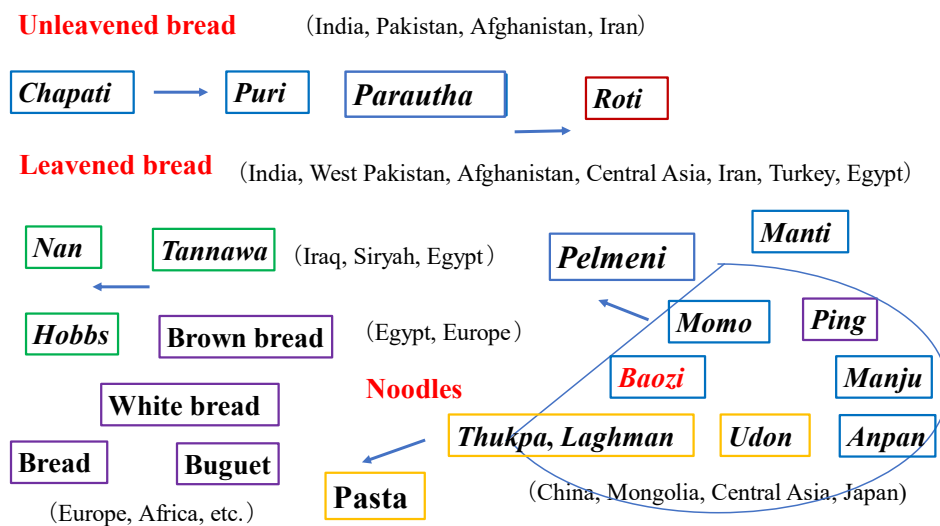 Unleavened bread (India, Pakistan, Afghanistan, Iran)
Chapati Puri Parautha Roti
Leavened bread (India, West Pakistan, Afghanistan, Central Asia, Iran, Turkey, Egypt)
Nan Tannawa (Iraq, Siryah, Egypt) Pelmeni Manti
Hobbs Brown bread (Egypt, Europe) Momo Ping
White bread Noodles Baozi Manju
Bread Buguet Thukpa, Laghman Udon Anpan
(Europe, Africa, etc.) Pasta (China, Mongolia, Central Asia, Japan)